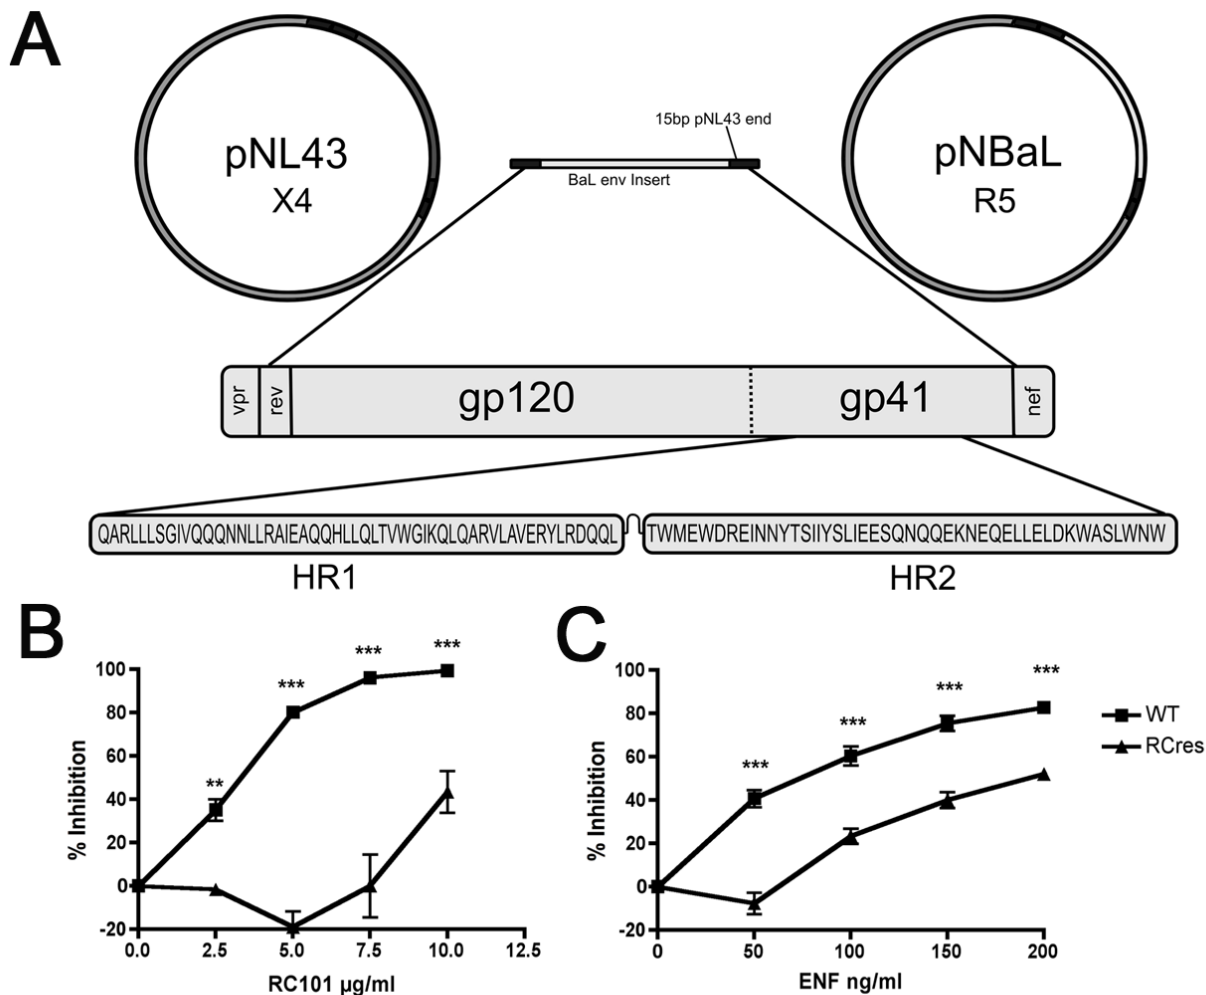 A
pNL43
X4
15bp pNL43 end
BaL env Insert
pNBaL
R5
vpr
rev
gp120
gp41
nef
QARLLLSGIVQQQNNLLRAIEAQQHLLQLTVWGIKQLQARVLAVERYLRDQQL
TWMEWDREINNYTSIIYSLIEESQNQQEKNEQELLELDKWASLWNW
HR1
HR2
B
% Inhibition
100
80
60
40
20
0
-20
**
***
***
***
0.0
2.5
5.0
7.5
10.0
12.5
RC101 µg/ml
C
% Inhibition
100
80
60
40
20
0
-20
***
***
***
***
0
50
100
150
200
ENF ng/ml
WT
RCres